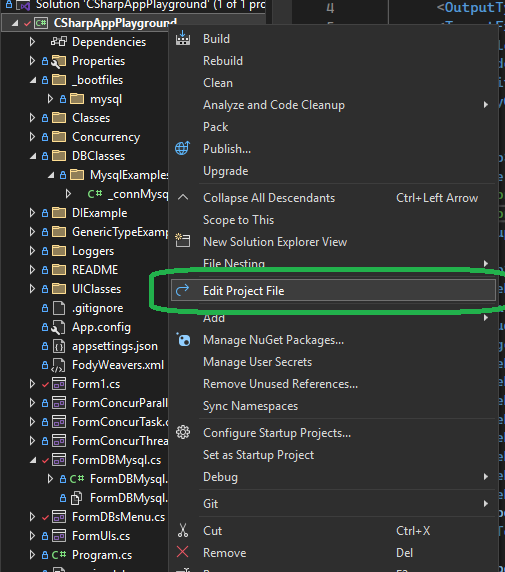 Solution 'CSharpAppPlayground' (1 of 1 pro
CSharpAppPlayground
Dependencies
Properties
_bootfiles
mysql
Classes
Concurrency
DBClasses
MysqlExamples
_connMysq
DIExample
GenericTypeExamp
Loggers
README
UIClasses
.gitignore
App.config
appsettings.json
FodyWeavers.xml
Form1.cs
FormConcurParall
FormConcurTask.c
FormConcurThrea
FormDBMysql.cs
FormDBMysql.
FormDBMysql.
FormDBsMenu.cs
FormUIs.cs
Program.cs
4
<OutputTy
Build
Rebuild
Clean
Analyze and Code Cleanup
Pack
Publish...
Upgrade
Collapse All Descendants Ctrl+Left Arrow
Scope to This
New Solution Explorer View
File Nesting
Edit Project File
Add
Manage NuGet Packages...
Manage User Secrets
Remove Unused References...
Sync Namespaces
Configure Startup Projects...
Set as Startup Project
Debug
Git
Cut Ctrl+X
Remove Del